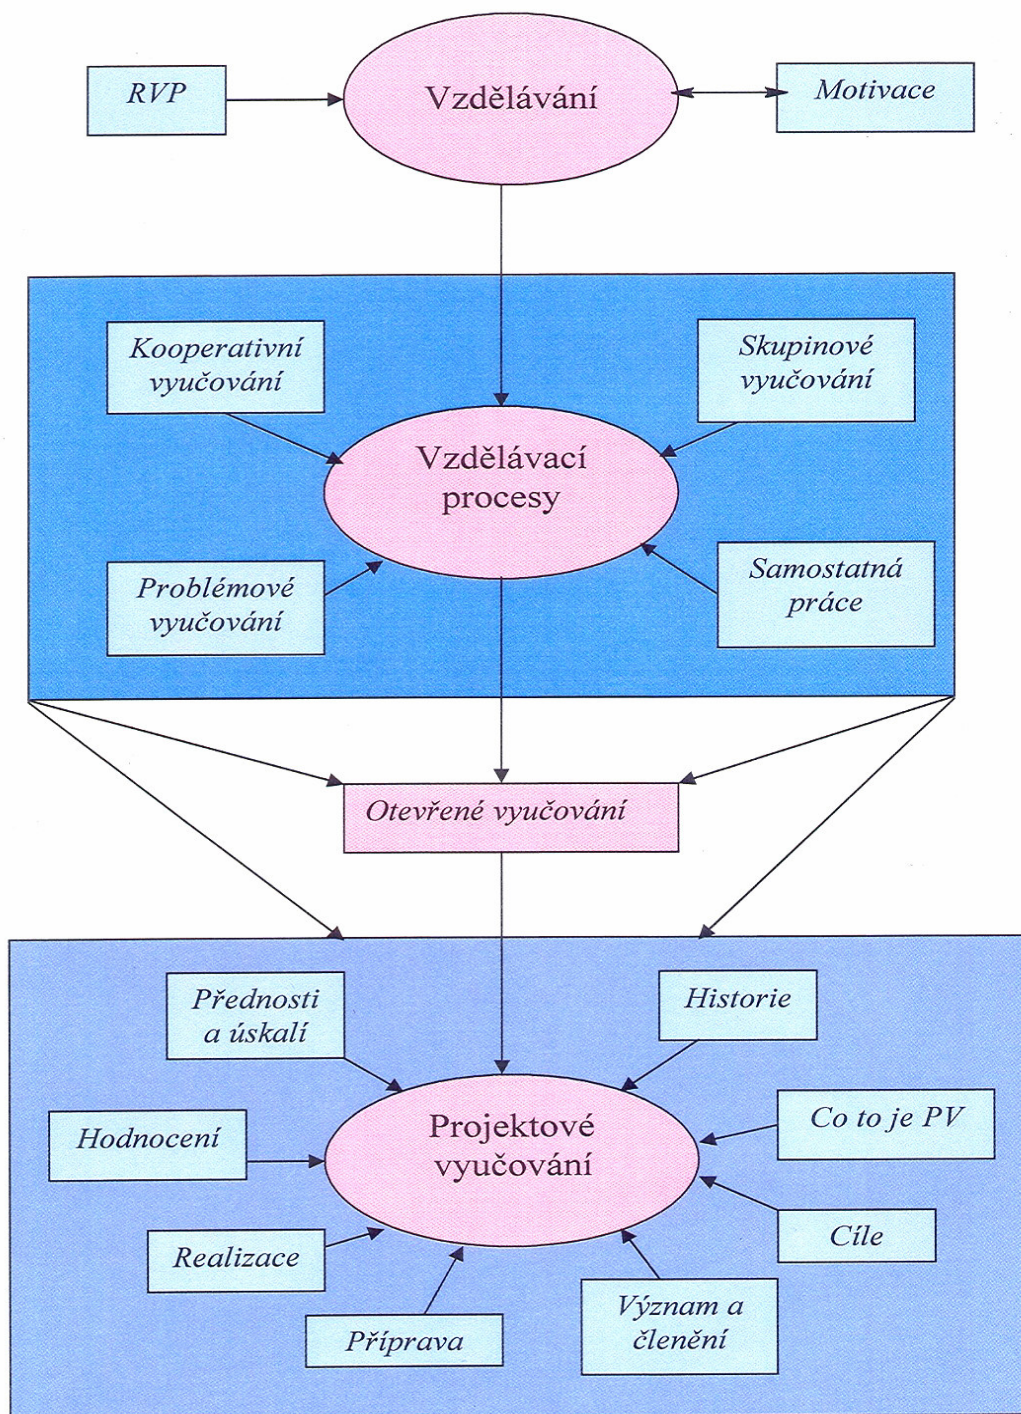 RVP
Vzdělávání
Motivace
Kooperativní
vyučování
Skupinové
vyučování
Vzdělávací
procesy
Problémové
vyučování
Samostatná
práce
Otevřené vyučování
Přednosti
a úskalí
Historie
Hodnocení
Projektové
vyučování
Co to je PV
Realizace
Cíle
Příprava
Význam a
členění